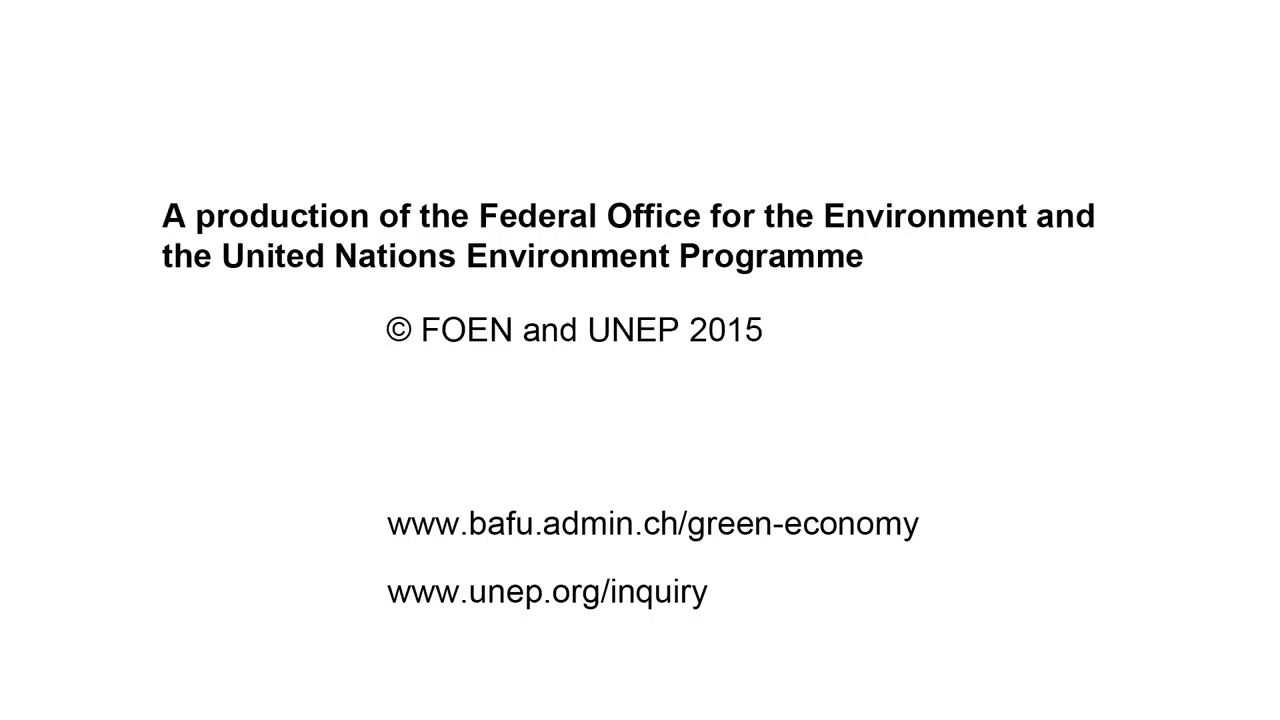 A production of the Federal Office for the Environment and
the United Nations Environment Programme
© FOEN and UNEP 2015
www.bafu.admin.ch/green-economy
www.unep.org/inquiry